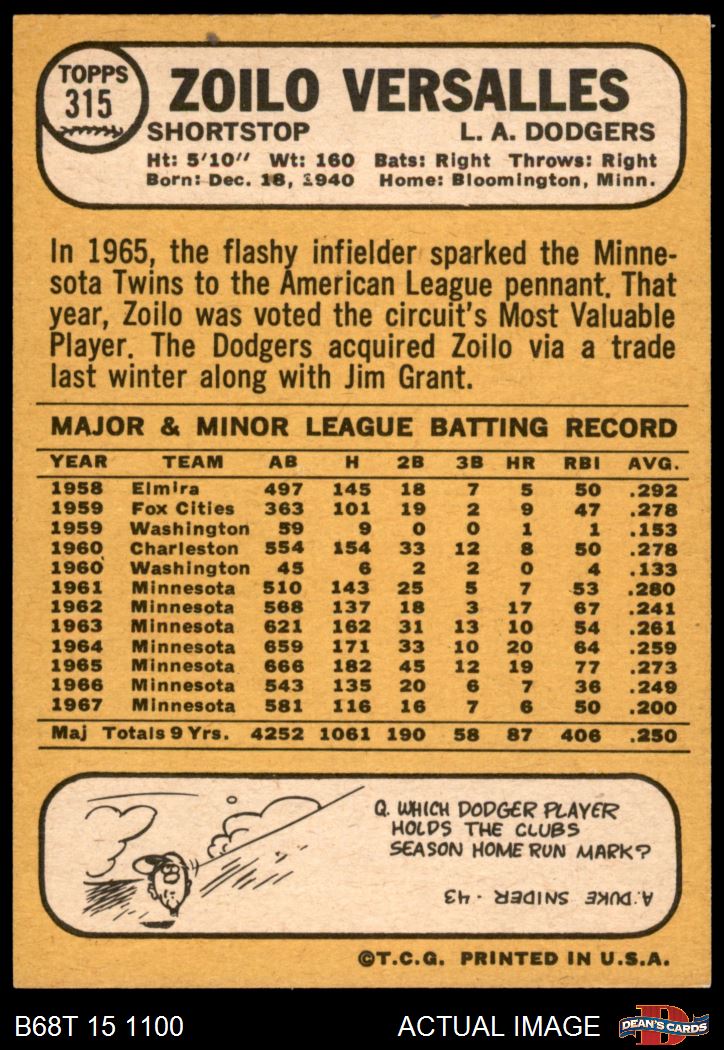 TOPPS
315
ZOILO VERSALLES
SHORTSTOP L. A. DODGERS
Ht: 5'10" Wt: 160 Bats: Right Throws: Right
Born: Dec. 18, 1940 Home: Bloomington, Minn.
In 1965, the flashy infielder sparked the Minne-
sota Twins to the American League pennant. That
year, Zoilo was voted the circuit's Most Valuable
Player. The Dodgers acquired Zoilo via a trade
last winter along with Jim Grant.
MAJOR & MINOR LEAGUE BATTING RECORD
YEAR TEAM AB H 2B 3B HR RBI AVG.
1958 Elmira 497 145 18 7 5 50 .292
1959 Fox Cities 363 101 19 2 9 47 .278
1959 Washington 59 9 0 0 1 1 .153
1960 Charleston 554 154 33 12 8 50 .278
1960 Washington 45 6 2 2 0 4 .133
1961 Minnesota 510 143 25 5 7 53 .280
1962 Minnesota 568 137 18 3 17 67 .241
1963 Minnesota 621 162 31 13 10 54 .261
1964 Minnesota 659 171 33 10 20 64 .259
1965 Minnesota 666 182 45 12 19 77 .273
1966 Minnesota 543 135 20 6 7 36 .249
1967 Minnesota 581 116 16 7 6 50 .200
Maj Totals 9 Yrs. 4252 1061 190 58 87 406 .250
Q. WHICH DODGER PLAYER
HOLDS THE CLUBS
SEASON HOME RUN MARK?
A. DUKE SNIDER - 43
©T.C.G. PRINTED IN U.S.A.
B68T 15 1100 ACTUAL IMAGE
D
DEAN'S CARDS